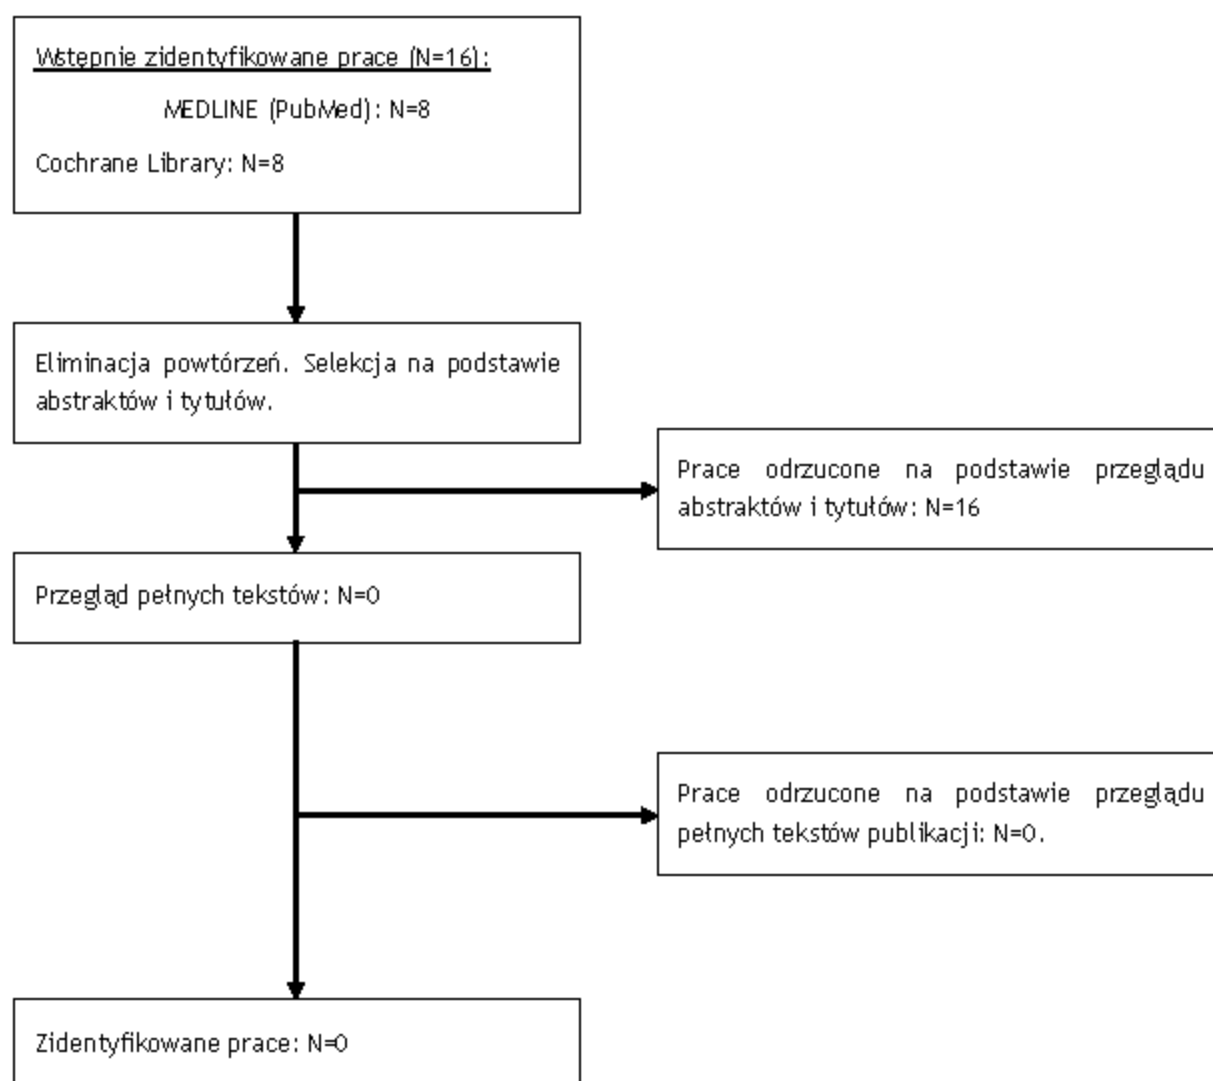 Wstępnie zidentyfikowane prace (N=16):
MEDLINE (PubMed): N=8
Cochrane Library: N=8
Eliminacja powtórzeń. Selekcja na podstawie
abstraktów i tytułów.
Prace odrzucone na podstawie przeglądu
abstraktów i tytułów: N=16
Przegląd pełnych tekstów: N=0
Prace odrzucone na podstawie przeglądu
pełnych tekstów publikacji: N=0.
Zidentyfikowane prace: N=0